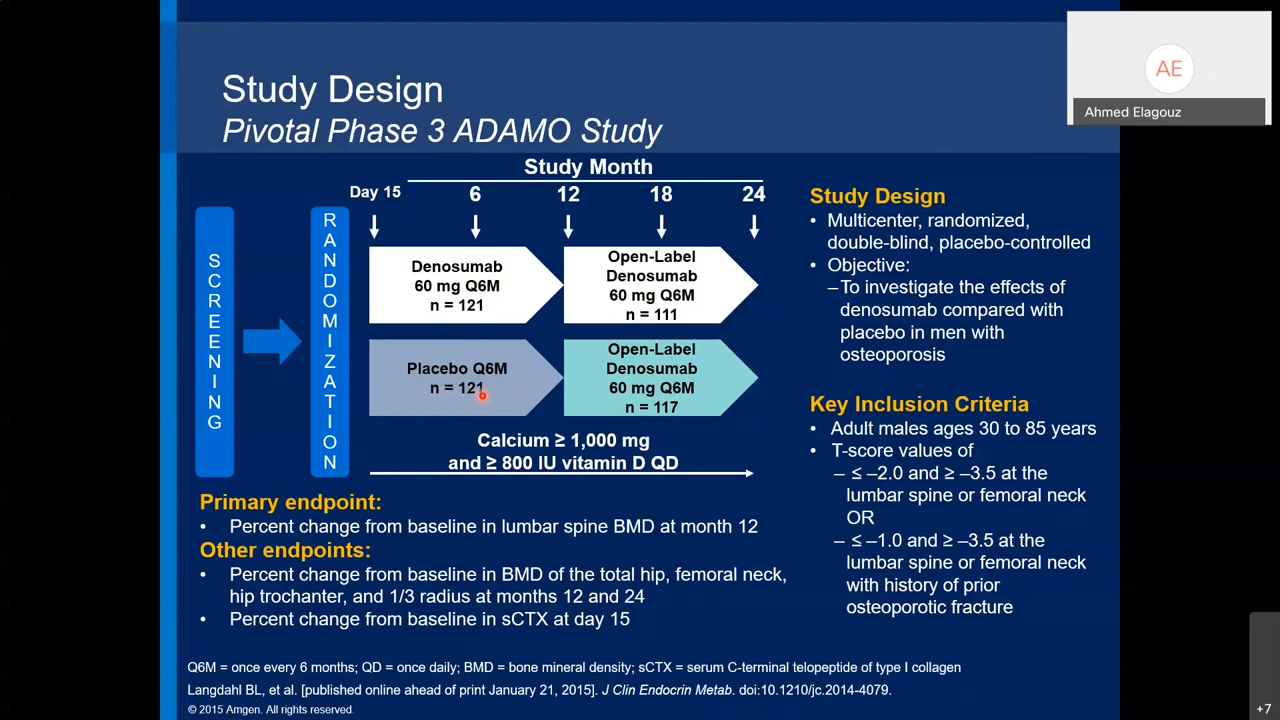 Study Design
Pivotal Phase 3 ADAMO Study
AE
Ahmed Elagouz
Study Month
Day 15
6
12
18
24
SCREENING
RANDOMIZATION
Denosumab
60 mg Q6M
n = 121
Open-Label
Denosumab
60 mg Q6M
n = 111
Placebo Q6M
n = 121
Open-Label
Denosumab
60 mg Q6M
n = 117
Calcium ≥ 1,000 mg
and ≥ 800 IU vitamin D QD
Primary endpoint:
• Percent change from baseline in lumbar spine BMD at month 12
Other endpoints:
• Percent change from baseline in BMD of the total hip, femoral neck,
hip trochanter, and 1/3 radius at months 12 and 24
• Percent change from baseline in sCTX at day 15
Study Design
• Multicenter, randomized,
double-blind, placebo-controlled
• Objective:
–To investigate the effects of
denosumab compared with
placebo in men with
osteoporosis
Key Inclusion Criteria
• Adult males ages 30 to 85 years
• T-score values of
– ≤ –2.0 and ≥ –3.5 at the
lumbar spine or femoral neck
OR
– ≤ –1.0 and ≥ –3.5 at the
lumbar spine or femoral neck
with history of prior
osteoporotic fracture
Q6M = once every 6 months; QD = once daily; BMD = bone mineral density; sCTX = serum C-terminal telopeptide of type I collagen
Langdahl BL, et al. [published online ahead of print January 21, 2015]. J Clin Endocrin Metab. doi:10.1210/jc.2014-4079.
© 2015 Amgen. All rights reserved.
+7